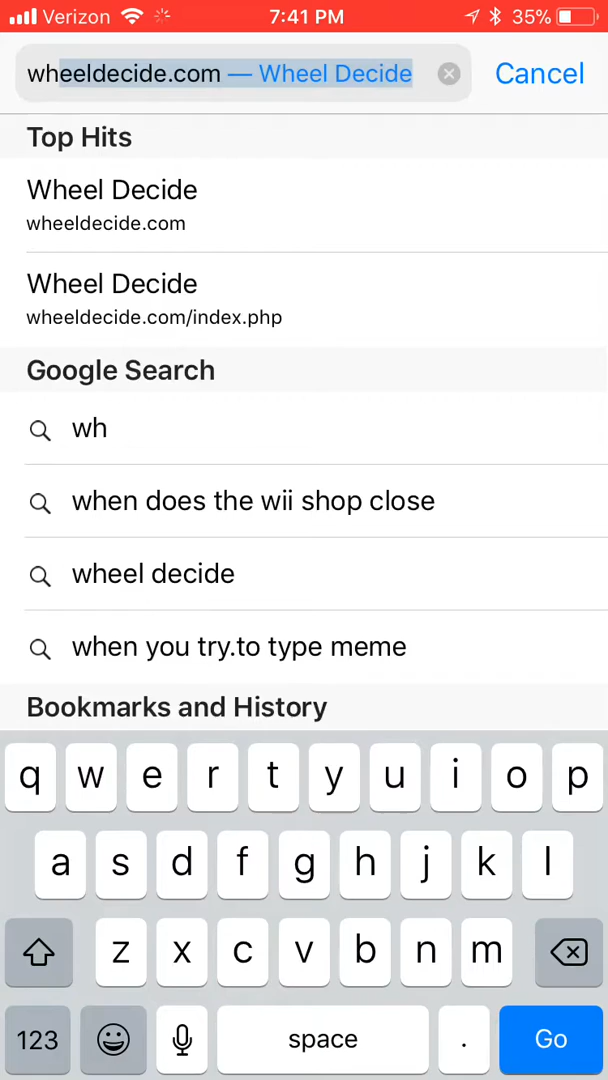 Verizon 7:41 PM 35%
wheeldecide.com — Wheel Decide Cancel
Top Hits
Wheel Decide
wheeldecide.com
Wheel Decide
wheeldecide.com/index.php
Google Search
wh
when does the wii shop close
wheel decide
when you try.to type meme
Bookmarks and History
q w e r t y u i o p
a s d f g h j k l
z x c v b n m
123 space . Go